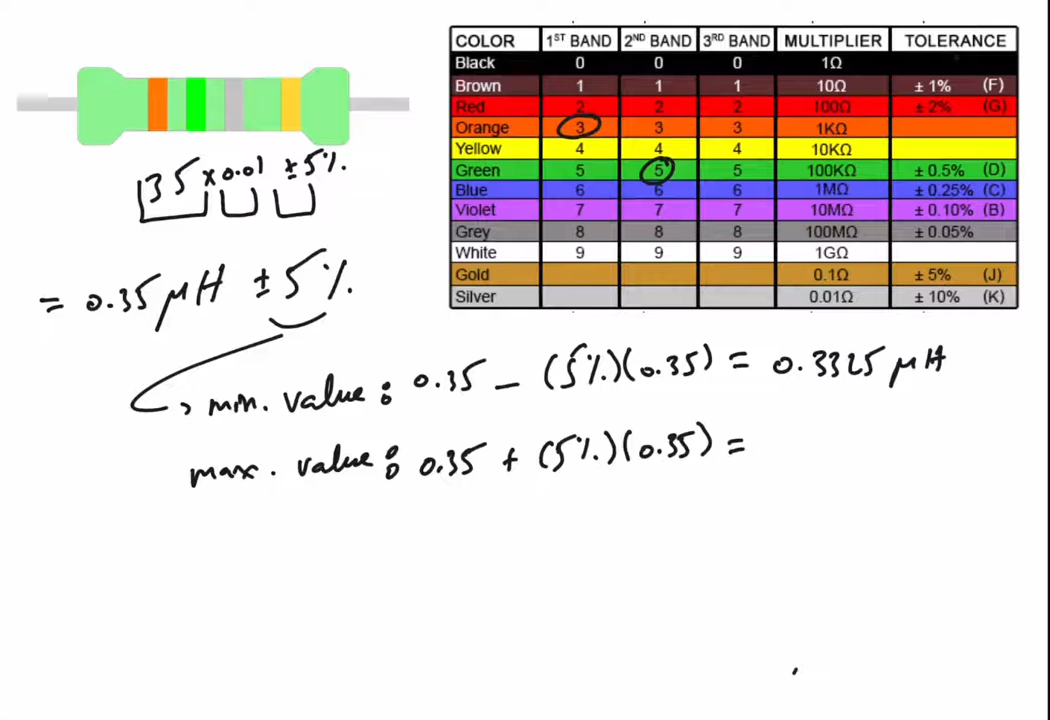 COLOR 1ST BAND 2ND BAND 3RD BAND MULTIPLIER TOLERANCE
Black 0 0 0 1Ω
Brown 1 1 1 10Ω ± 1% (F)
Red 2 2 2 100Ω ± 2% (G)
Orange 3 3 3 1KΩ
Yellow 4 4 4 10KΩ
Green 5 5 5 100KΩ ± 0.5% (D)
Blue 6 6 6 1MΩ ± 0.25% (C)
Violet 7 7 7 10MΩ ± 0.10% (B)
Grey 8 8 8 100MΩ ± 0.05%
White 9 9 9 1GΩ
Gold 0.1Ω ± 5% (J)
Silver 0.01Ω ± 10% (K)
35 x 0.01 ± 5%.
= 0.35 μH ± 5%.
min. value : 0.35 - (5%)(0.35) = 0.3325 μH
max. value : 0.35 + (5%)(0.35) =